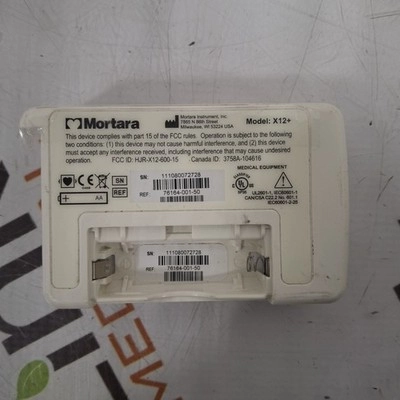 Mortara
Mortara Instrument, Inc.
7865 N 86th Street
Milwaukee, WI 53224 USA
Model: X12+
This device complies with part 15 of the FCC rules Operation is subject to the following
two conditions: (1) this device may not cause harmful interference, and (2) this device
must accept any interference received, including interference that may cause undesired
operation.
FCC ID: HJR-X12-600-15 Canada ID: 3758A-104616
MEDICAL EQUIPMENT
SN
SN: 111080072728
REF
REF: 76164-001-50
AA
UL2601-1, IEC60601-1
CAN/CSA C22.2 No. 601.1
IEC60601-2-25
SN: 111080072728
REF: 76164-001-50
MED